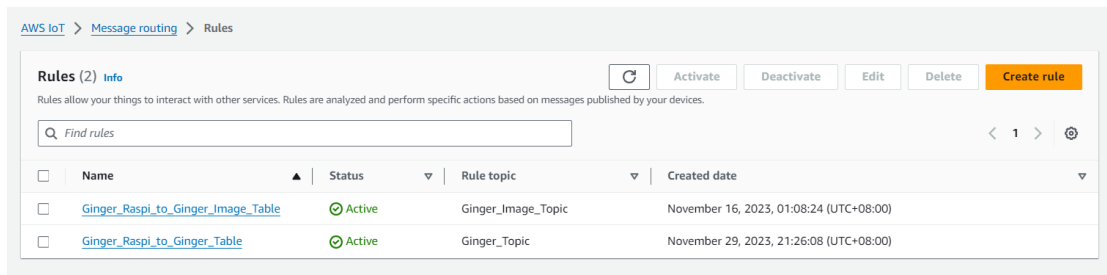 AWS IoT > Message routing > Rules
Rules (2) Info
Activate Deactivate Edit Delete Create rule
Rules allow your things to interact with other services. Rules are analyzed and perform specific actions based on messages published by your devices.
Find rules
< 1 >
Name Status Rule topic Created date
Ginger_Raspi_to_Ginger_Image_Table Active Ginger_Image_Topic November 16, 2023, 01:08:24 (UTC+08:00)
Ginger_Raspi_to_Ginger_Table Active Ginger_Topic November 29, 2023, 21:26:08 (UTC+08:00)